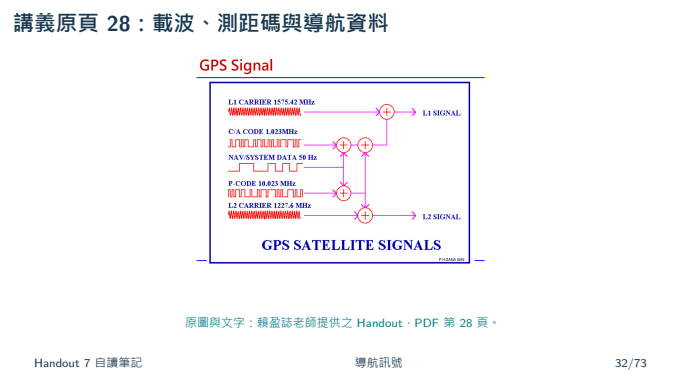 講義原頁 28：載波、測距碼與導航資料
GPS Signal
L1 CARRIER 1575.42 MHz
L1 SIGNAL
C/A CODE 1.023MHz
NAV/SYSTEM DATA 50 Hz
P-CODE 10.023 MHz
L2 CARRIER 1227.6 MHz
L2 SIGNAL
GPS SATELLITE SIGNALS
原圖與文字：賴盈誌老師提供之 Handout，PDF 第 28 頁。
Handout 7 自讀筆記
導航訊號
32/73